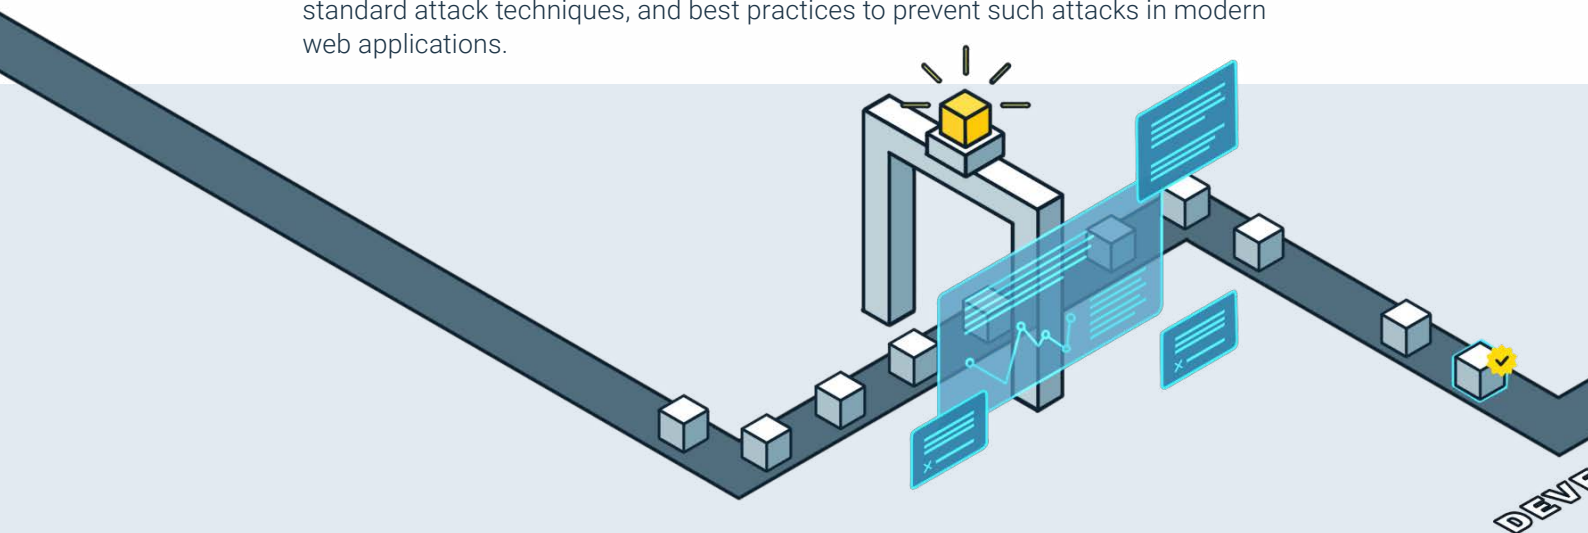 standard attack techniques, and best practices to prevent such attacks in modern
web applications.